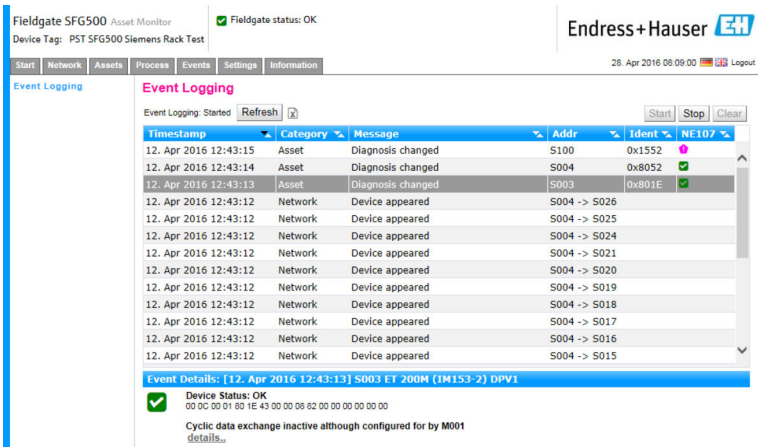 Fieldgate SFG500 Asset Monitor
Fieldgate status: OK
Device Tag: PST SFG500 Siemens Rack Test
Endress+Hauser EH
Start Network Assets Process Events Settings Information
28. Apr 2016 08:09:00 Logout
Event Logging
Event Logging
Event Logging: Started Refresh
Start Stop Clear
Timestamp Category Message Addr Ident NE107
12. Apr 2016 12:43:15 Asset Diagnosis changed S100 0x1552
12. Apr 2016 12:43:14 Asset Diagnosis changed S004 0x8052
12. Apr 2016 12:43:13 Asset Diagnosis changed S003 0x801E
12. Apr 2016 12:43:12 Network Device appeared S004 -> S026
12. Apr 2016 12:43:12 Network Device appeared S004 -> S025
12. Apr 2016 12:43:12 Network Device appeared S004 -> S024
12. Apr 2016 12:43:12 Network Device appeared S004 -> S021
12. Apr 2016 12:43:12 Network Device appeared S004 -> S020
12. Apr 2016 12:43:12 Network Device appeared S004 -> S019
12. Apr 2016 12:43:12 Network Device appeared S004 -> S018
12. Apr 2016 12:43:12 Network Device appeared S004 -> S017
12. Apr 2016 12:43:12 Network Device appeared S004 -> S016
12. Apr 2016 12:43:12 Network Device appeared S004 -> S015
Event Details: [12. Apr 2016 12:43:13] S003 ET 200M (IM153-2) DPV1
Device Status: OK
00 0C 00 01 80 1E 43 00 00 08 82 00 00 00 00 00 00
Cyclic data exchange inactive although configured for by M001
details..